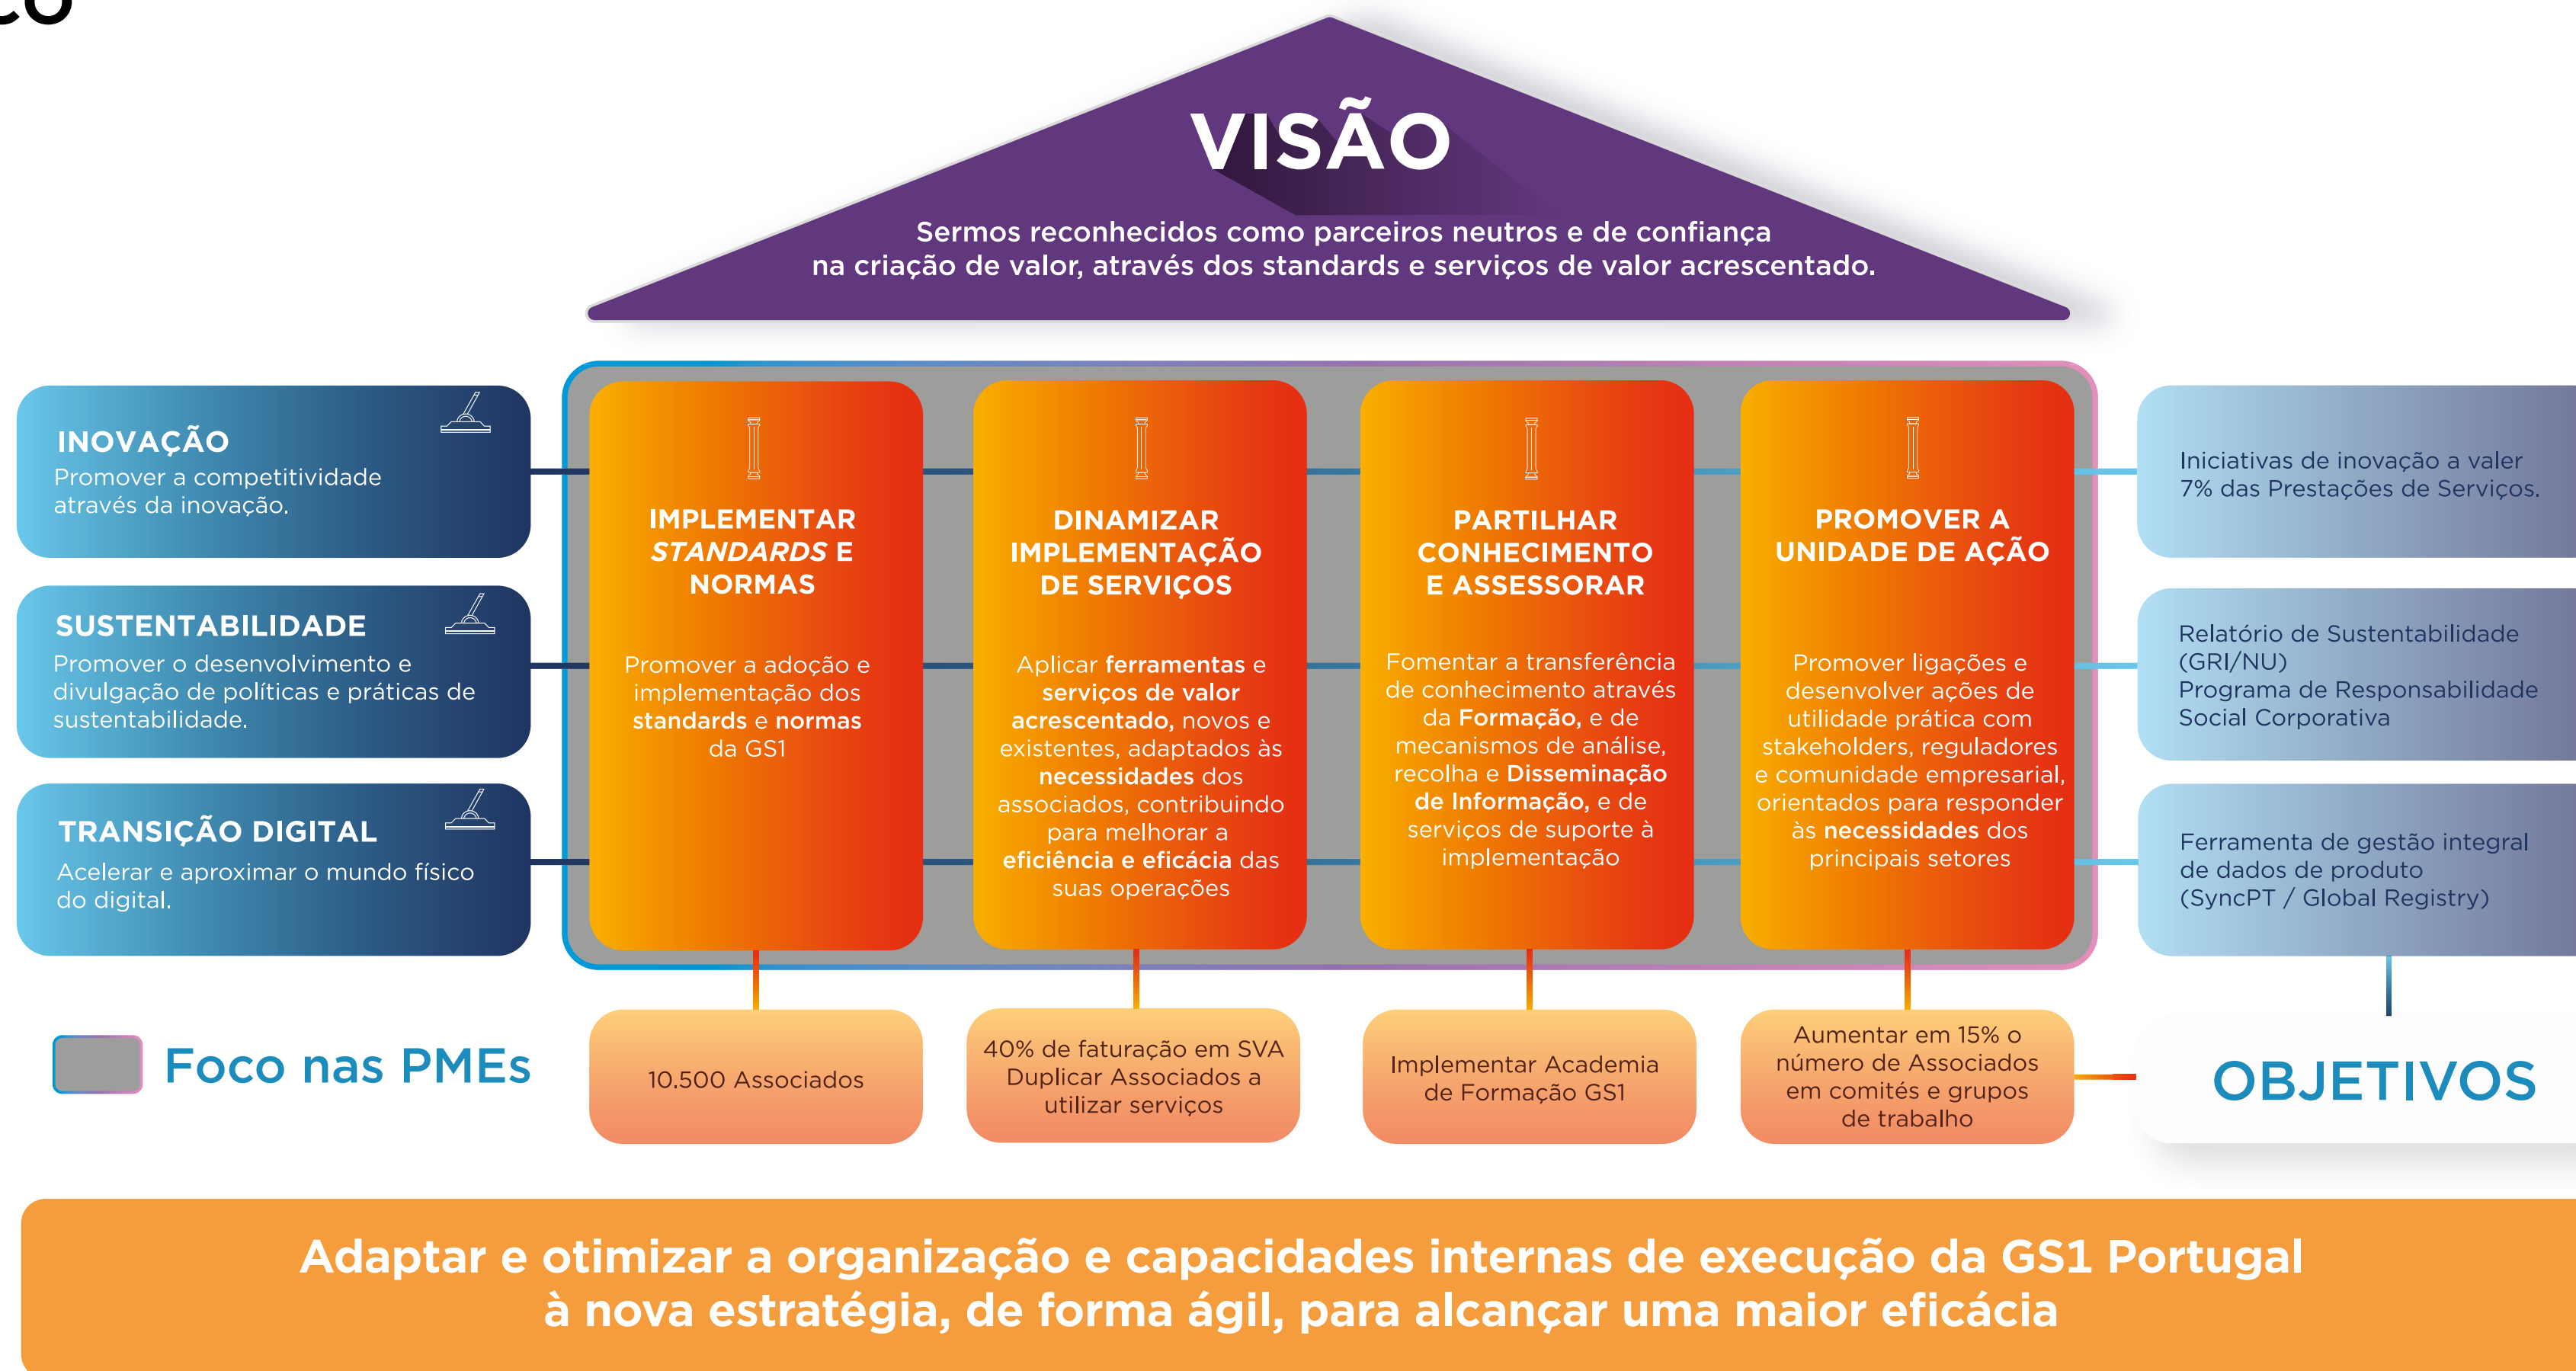 co
VISÃO
Sermos reconhecidos como parceiros neutros e de confiança
na criação de valor, através dos standards e serviços de valor acrescentado.
INOVAÇÃO
Promover a competitividade
através da inovação.
SUSTENTABILIDADE
Promover o desenvolvimento e
divulgação de políticas e práticas de
sustentabilidade.
TRANSIÇÃO DIGITAL
Acelerar e aproximar o mundo físico
do digital.
IMPLEMENTAR
STANDARDS E
NORMAS
Promover a adoção e
implementação dos
standards e normas
da GS1
DINAMIZAR
IMPLEMENTAÇÃO
DE SERVIÇOS
Aplicar ferramentas e
serviços de valor
acrescentado, novos e
existentes, adaptados às
necessidades dos
associados, contribuindo
para melhorar a
eficiência e eficácia das
suas operações
PARTILHAR
CONHECIMENTO
E ASSESSORAR
Fomentar a transferência
de conhecimento através
da Formação, e de
mecanismos de análise,
recolha e Disseminação
de Informação, e de
serviços de suporte à
implementação
PROMOVER A
UNIDADE DE AÇÃO
Promover ligações e
desenvolver ações de
utilidade prática com
stakeholders, reguladores
e comunidade empresarial,
orientados para responder
às necessidades dos
principais setores
Iniciativas de inovação a valer
7% das Prestações de Serviços.
Relatório de Sustentabilidade
(GRI/NU)
Programa de Responsabilidade
Social Corporativa
Ferramenta de gestão integral
de dados de produto
(SyncPT / Global Registry)
Foco nas PMEs
10.500 Associados
40% de faturação em SVA
Duplicar Associados a
utilizar serviços
Implementar Academia
de Formação GS1
Aumentar em 15% o
número de Associados
em comités e grupos
de trabalho
OBJETIVOS
Adaptar e otimizar a organização e capacidades internas de execução da GS1 Portugal
à nova estratégia, de forma ágil, para alcançar uma maior eficácia